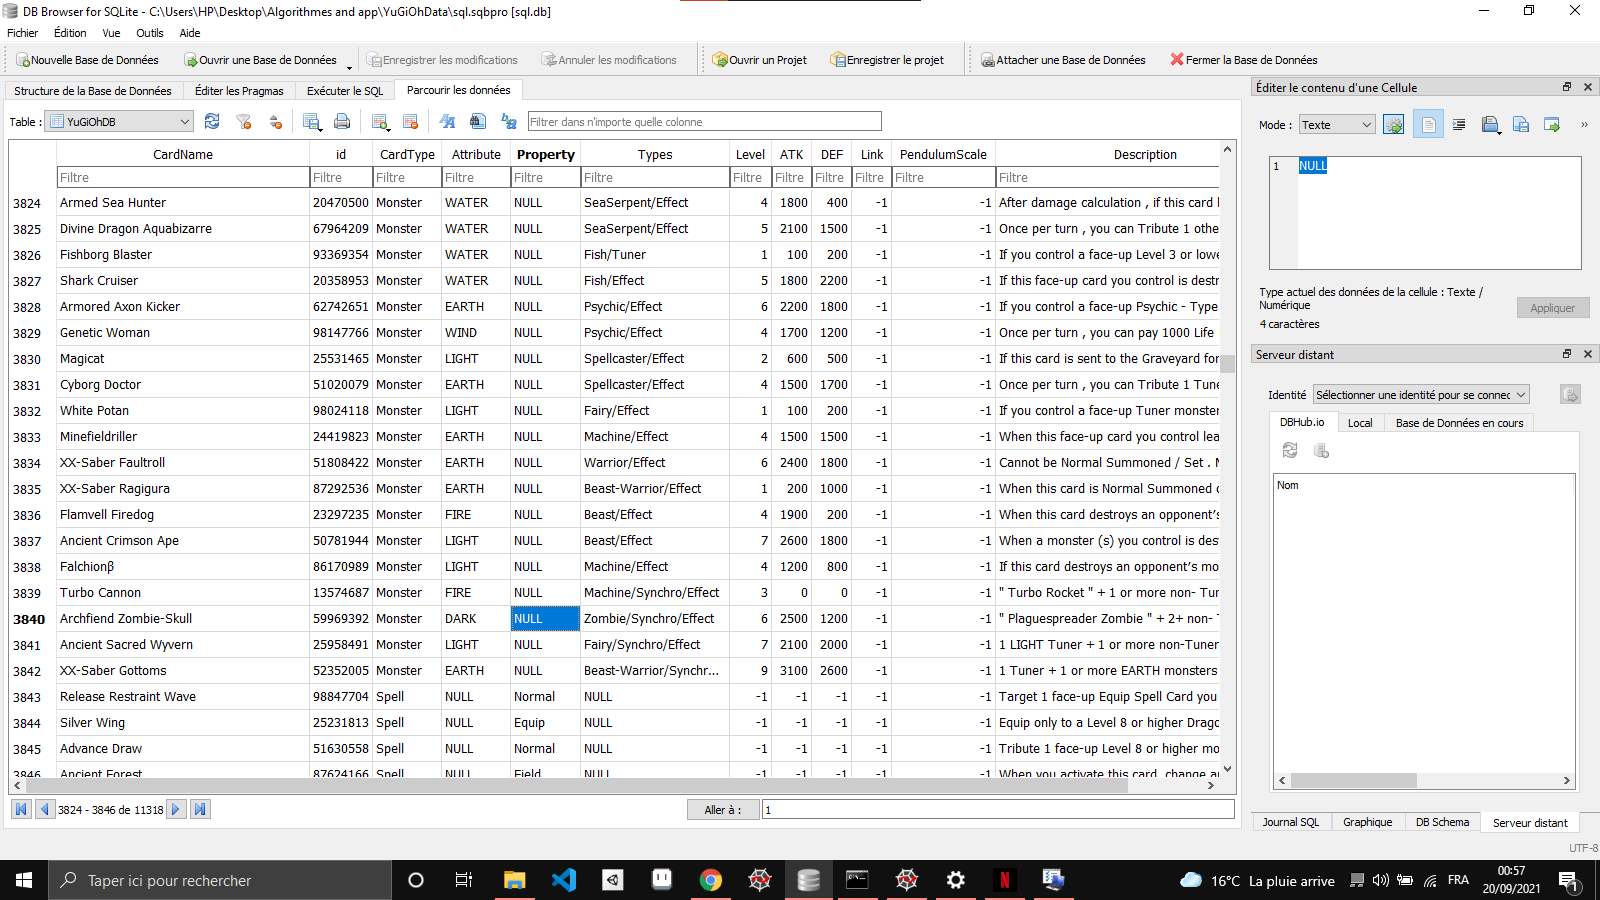 DB Browser for SQLite - C:\Users\HP\Desktop\Algorithmes and app\YuGiOhData\sql.sqbpro [sql.db]
Fichier Édition Vue Outils Aide
Nouvelle Base de Données Ouvrir une Base de Données Enregistrer les modifications Annuler les modifications Ouvrir un Projet Enregistrer le projet Attacher une Base de Données Fermer la Base de Données
Structure de la Base de Données Éditer les Pragmas Exécuter le SQL Parcourir les données
Table : YuGiOhDB Filtrer dans n'importe quelle colonne
CardName id CardType Attribute Property Types Level ATK DEF Link PendulumScale Description
Filtre Filtre Filtre Filtre Filtre Filtre Filtre Filtre Filtre Filtre Filtre Filtre
3824 Armed Sea Hunter 20470500 Monster WATER NULL SeaSerpent/Effect 4 1800 400 -1 -1 After damage calculation , if this card
3825 Divine Dragon Aquabizarre 67964209 Monster WATER NULL SeaSerpent/Effect 5 2100 1500 -1 -1 Once per turn , you can Tribute 1 othe
3826 Fishborg Blaster 93369354 Monster WATER NULL Fish/Tuner 1 100 200 -1 -1 If you control a face-up Level 3 or lowe
3827 Shark Cruiser 20358953 Monster WATER NULL Fish/Effect 5 1800 2200 -1 -1 If this face-up card you control is destr
3828 Armored Axon Kicker 62742651 Monster EARTH NULL Psychic/Effect 6 2200 1800 -1 -1 If you control a face-up Psychic - Type
3829 Genetic Woman 98147766 Monster WIND NULL Psychic/Effect 4 1700 1200 -1 -1 Once per turn , you can pay 1000 Life
3830 Magicat 25531465 Monster LIGHT NULL Spellcaster/Effect 2 600 500 -1 -1 If this card is sent to the Graveyard for
3831 Cyborg Doctor 51020079 Monster EARTH NULL Spellcaster/Effect 4 1500 1700 -1 -1 Once per turn , you can Tribute 1 Tune
3832 White Potan 98024118 Monster LIGHT NULL Fairy/Effect 1 100 200 -1 -1 If you control a face-up Tuner monster
3833 Minefieldriller 24419823 Monster EARTH NULL Machine/Effect 4 1500 1500 -1 -1 When this face-up card you control lea
3834 XX-Saber Faultroll 51808422 Monster EARTH NULL Warrior/Effect 6 2400 1800 -1 -1 Cannot be Normal Summoned / Set .
3835 XX-Saber Ragigura 87292536 Monster EARTH NULL Beast-Warrior/Effect 1 200 1000 -1 -1 When this card is Normal Summoned
3836 Flamvell Firedog 23297235 Monster FIRE NULL Beast/Effect 4 1900 200 -1 -1 When this card destroys an opponent's
3837 Ancient Crimson Ape 50781944 Monster LIGHT NULL Beast/Effect 7 2600 1800 -1 -1 When a monster (s) you control is des
3838 Falchionβ 86170989 Monster LIGHT NULL Machine/Effect 4 1200 800 -1 -1 If this card destroys an opponent's mo
3839 Turbo Cannon 13574687 Monster FIRE NULL Machine/Synchro/Effect 3 0 0 -1 -1 " Turbo Rocket " + 1 or more non- Tun
3840 Archfiend Zombie-Skull 59969392 Monster DARK NULL Zombie/Synchro/Effect 6 2500 1200 -1 -1 " Plaguespreader Zombie " + 2+ non-
3841 Ancient Sacred Wyvern 25958491 Monster LIGHT NULL Fairy/Synchro/Effect 7 2100 2000 -1 -1 1 LIGHT Tuner + 1 or more non-Tuner
3842 XX-Saber Gottoms 52352005 Monster EARTH NULL Beast-Warrior/Synchr... 9 3100 2600 -1 -1 1 Tuner + 1 or more EARTH monsters
3843 Release Restraint Wave 98847704 Spell NULL Normal NULL -1 -1 -1 -1 -1 Target 1 face-up Equip Spell Card you
3844 Silver Wing 25231813 Spell NULL Equip NULL -1 -1 -1 -1 -1 Equip only to a Level 8 or higher Drago
3845 Advance Draw 51630558 Spell NULL Normal NULL -1 -1 -1 -1 -1 Tribute 1 face-up Level 8 or higher mo
3846 Ancient Forest 87624166 Spell NULL Field NULL -1 -1 -1 -1 -1 When you activate this card, change a
3824 - 3846 de 11318 Aller à : 1
Éditer le contenu d'une Cellule
Mode : Texte »
1 NULL
Type actuel des données de la cellule : Texte /
Numérique
Appliquer
4 caractères
Serveur distant
Identité Sélectionner une identité pour se connec
DBHub.io Local Base de Données en cours
Nom
Journal SQL Graphique DB Schema Serveur distant
UTF-8
Taper ici pour rechercher 16°C La pluie arrive FRA 00:57
20/09/2021 1